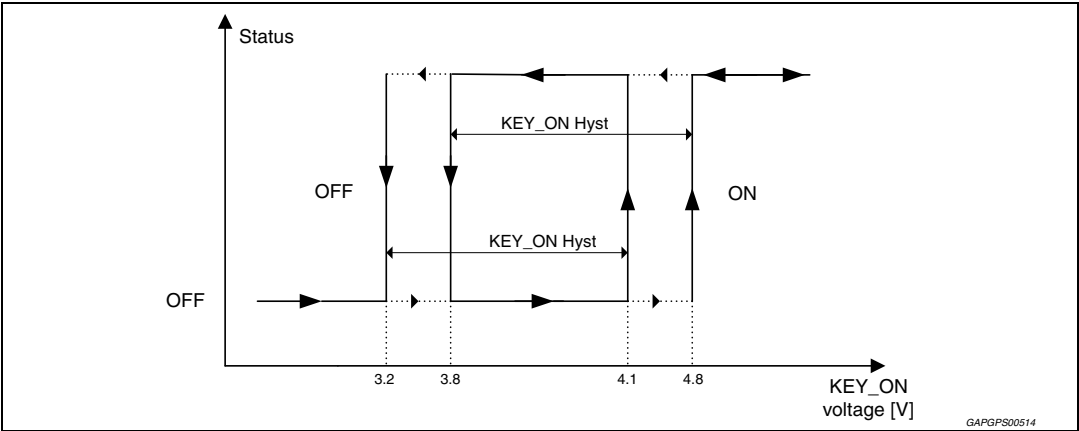 Status
KEY_ON Hyst
OFF
ON
KEY_ON Hyst
OFF
3.2
3.8
4.1
4.8
KEY_ON
voltage [V]
GAPGPS00514